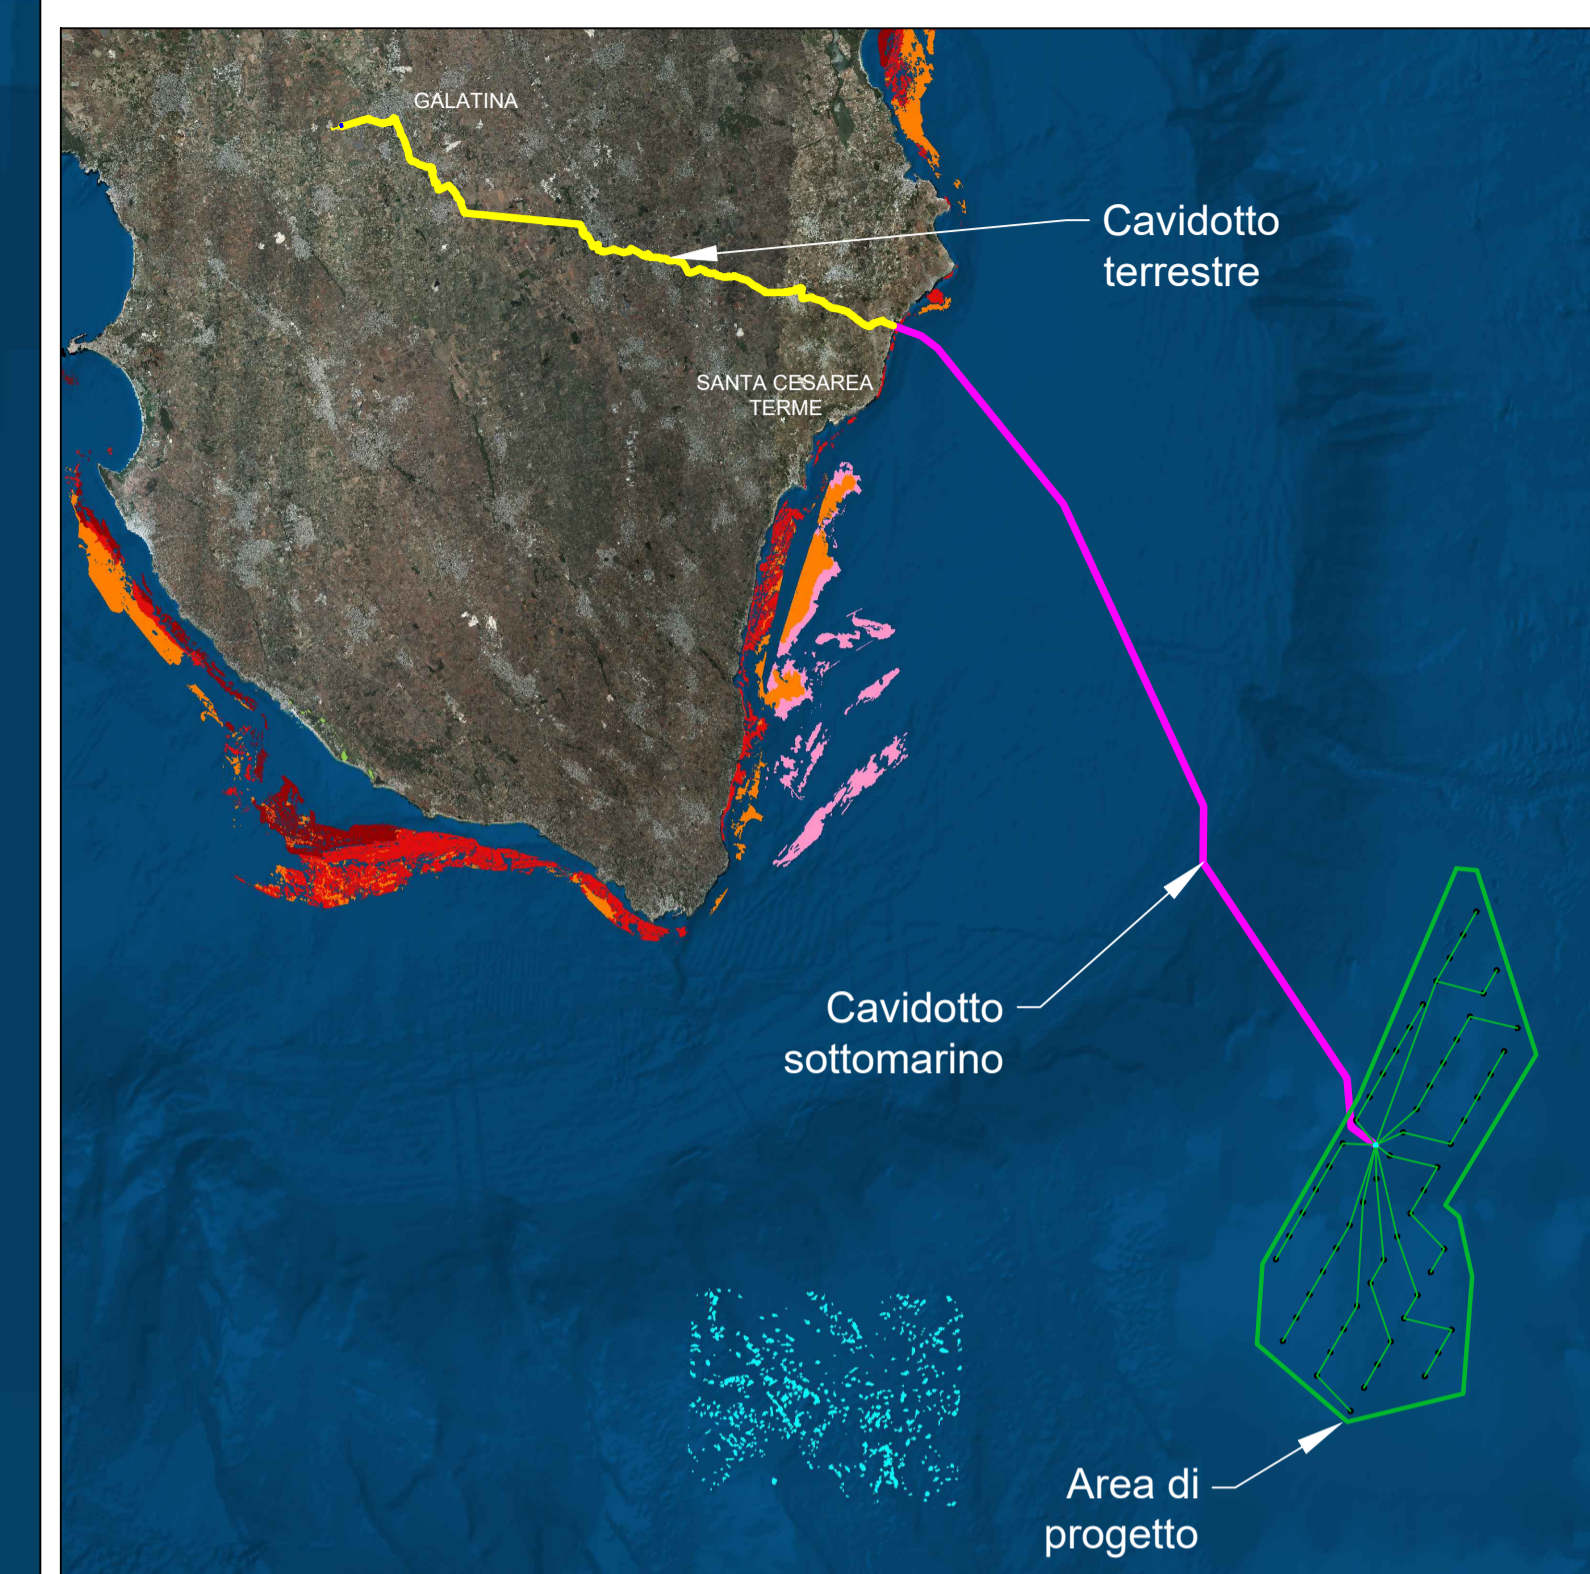 GALATINA
Cavidotto
terrestre
SANTA CESAREA
TERME
Cavidotto
sottomarino
Area di
progetto